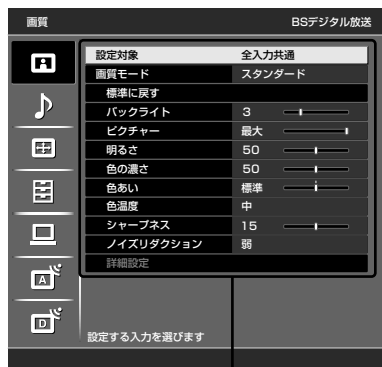 画質 BSデジタル放送
設定対象 全入力共通
画質モード スタンダード
標準に戻す
バックライト 3
ピクチャー 最大
明るさ 50
色の濃さ 50
色あい 標準
色温度 中
シャープネス 15
ノイズリダクション 弱
詳細設定
A
D
設定する入力を選びます